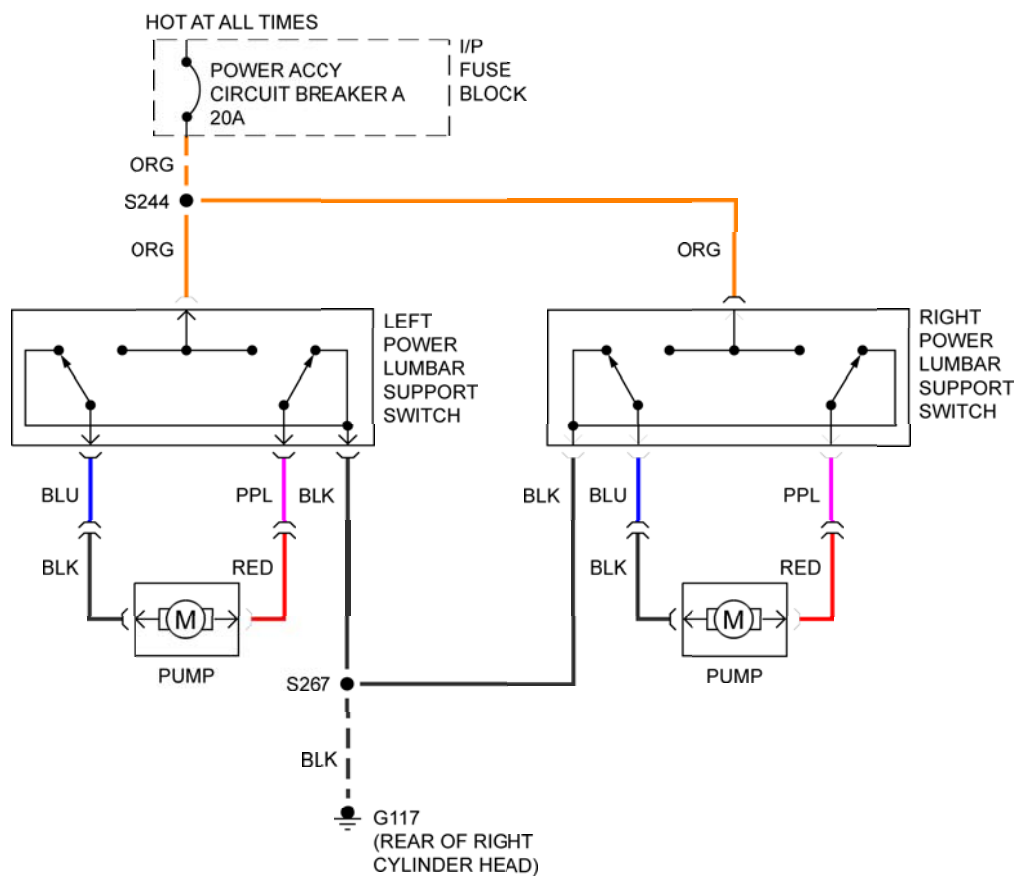 HOT AT ALL TIMES
I/P
FUSE
BLOCK
POWER ACCY
CIRCUIT BREAKER A
20A
ORG
S244
ORG
ORG
LEFT
POWER
LUMBAR
SUPPORT
SWITCH
RIGHT
POWER
LUMBAR
SUPPORT
SWITCH
BLU
PPL
BLK
BLK
BLU
PPL
BLK
RED
BLK
RED
M
M
PUMP
PUMP
S267
BLK
G117
(REAR OF RIGHT
CYLINDER HEAD)